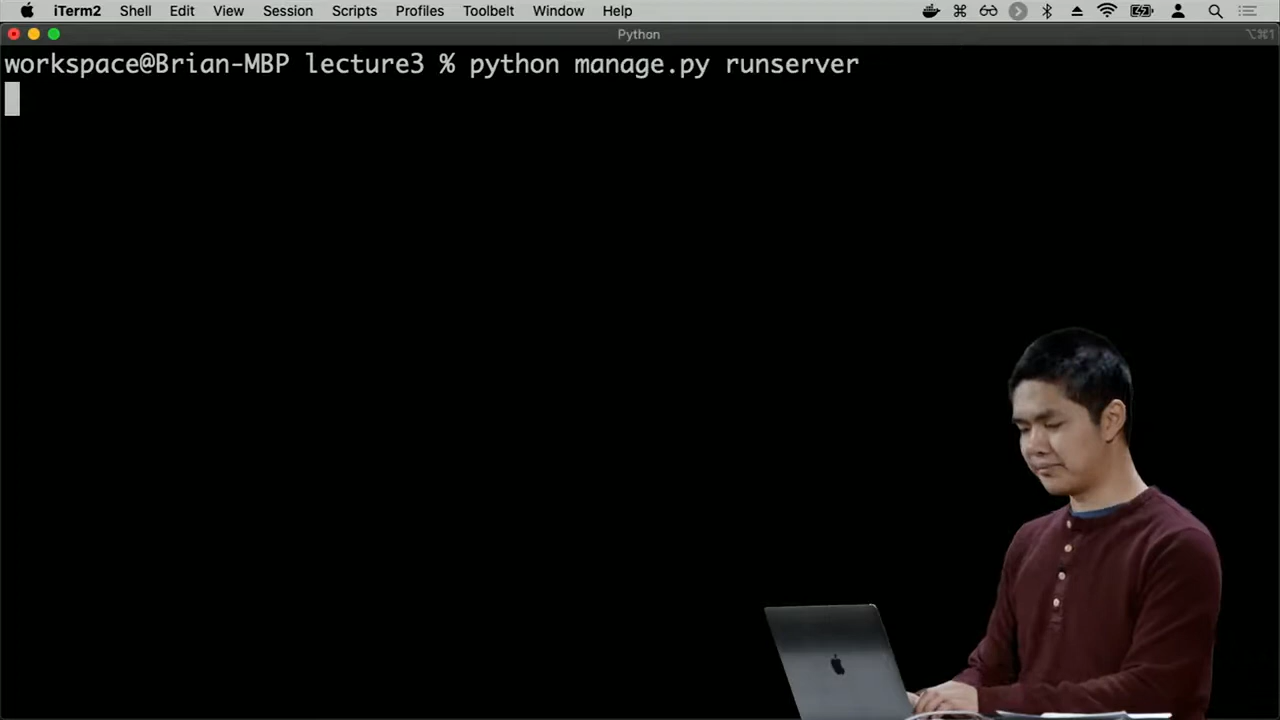 iTerm2 Shell Edit View Session Scripts Profiles Toolbelt Window Help
Python ⌥⌘1
workspace@Brian-MBP lecture3 % python manage.py runserver